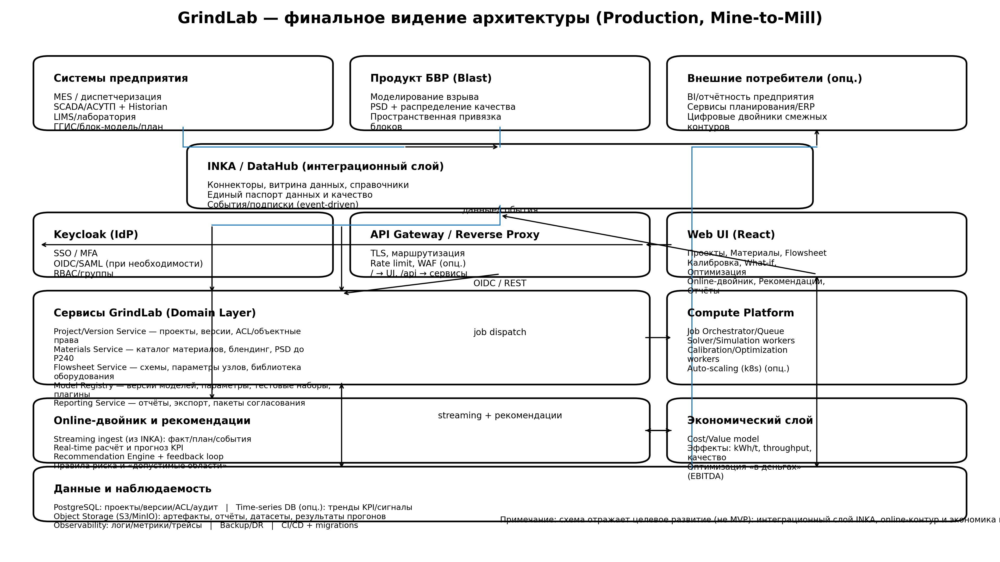 GrindLab — финальное видение архитектуры (Production, Mine-to-Mill)
Системы предприятия
MES / диспетчеризация
SCADA/АСУТП + Historian
LIMS/лаборатория
ГГИС/блок-модель/план
Продукт БВР (Blast)
Моделирование взрыва
PSD + распределение качества
Пространственная привязка
блоков
Внешние потребители (опц.)
BI/отчётность предприятия
Сервисы планирования/ERP
Цифровые двойники смежных
контуров
INKA / DataHub (интеграционный слой)
Коннекторы, витрина данных, справочники
Единый паспорт данных и качество
События/подписки (event-driven)
данные/события
Keycloak (IdP)
SSO / MFA
OIDC/SAML (при необходимости)
RBAC/группы
API Gateway / Reverse Proxy
TLS, маршрутизация
Rate limit, WAF (опц.)
/ → UI, /api → сервисы
Web UI (React)
Проекты, Материалы, Flowsheet
Калибровка, What-if,
Оптимизация
Online-двойник, Рекомендации,
Отчёты
OIDC / REST
Сервисы GrindLab (Domain Layer)
Project/Version Service — проекты, версии, ACL/объектные
права
Materials Service — каталог материалов, блендинг, PSD до
P240
Flowsheet Service — схемы, параметры узлов, библиотека
оборудования
Model Registry — версии моделей, параметры, тестовые наборы,
плагины
Reporting Service — отчёты, экспорт, пакеты согласования
job dispatch
Compute Platform
Job Orchestrator/Queue
Solver/Simulation workers
Calibration/Optimization
workers
Auto-scaling (k8s) (опц.)
Online-двойник и рекомендации
Streaming ingest (из INKA): факт/план/события
Real-time расчёт и прогноз KPI
Recommendation Engine + feedback loop
Правила риска и «допустимые области»
streaming + рекомендации
Экономический слой
Cost/Value model
Эффекты: kWh/t, throughput,
качество
Оптимизация «в деньгах»
(EBITDA)
Данные и наблюдаемость
PostgreSQL: проекты/версии/ACL/аудит | Time-series DB (опц.): тренды KPI/сигналы
Object Storage (S3/MinIO): артефакты, отчёты, датасеты, результаты прогонов
Observability: логи/метрики/трейсы | Backup/DR | CI/CD + migrations
Примечание: схема отражает целевое развитие (не MVP): интеграционный слой INKA, online-контур и экономика